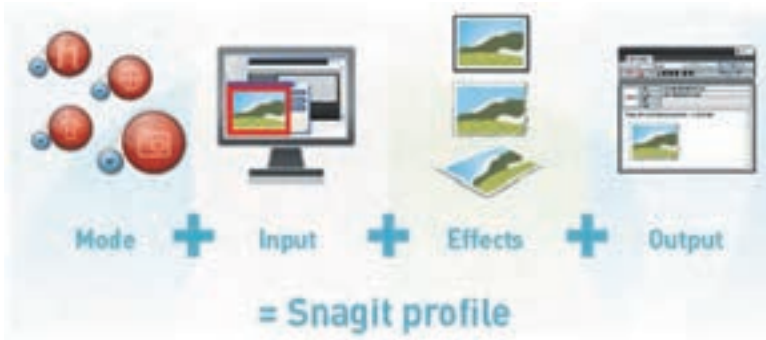 Mode + Input + Effects + Output
= Snagit profile